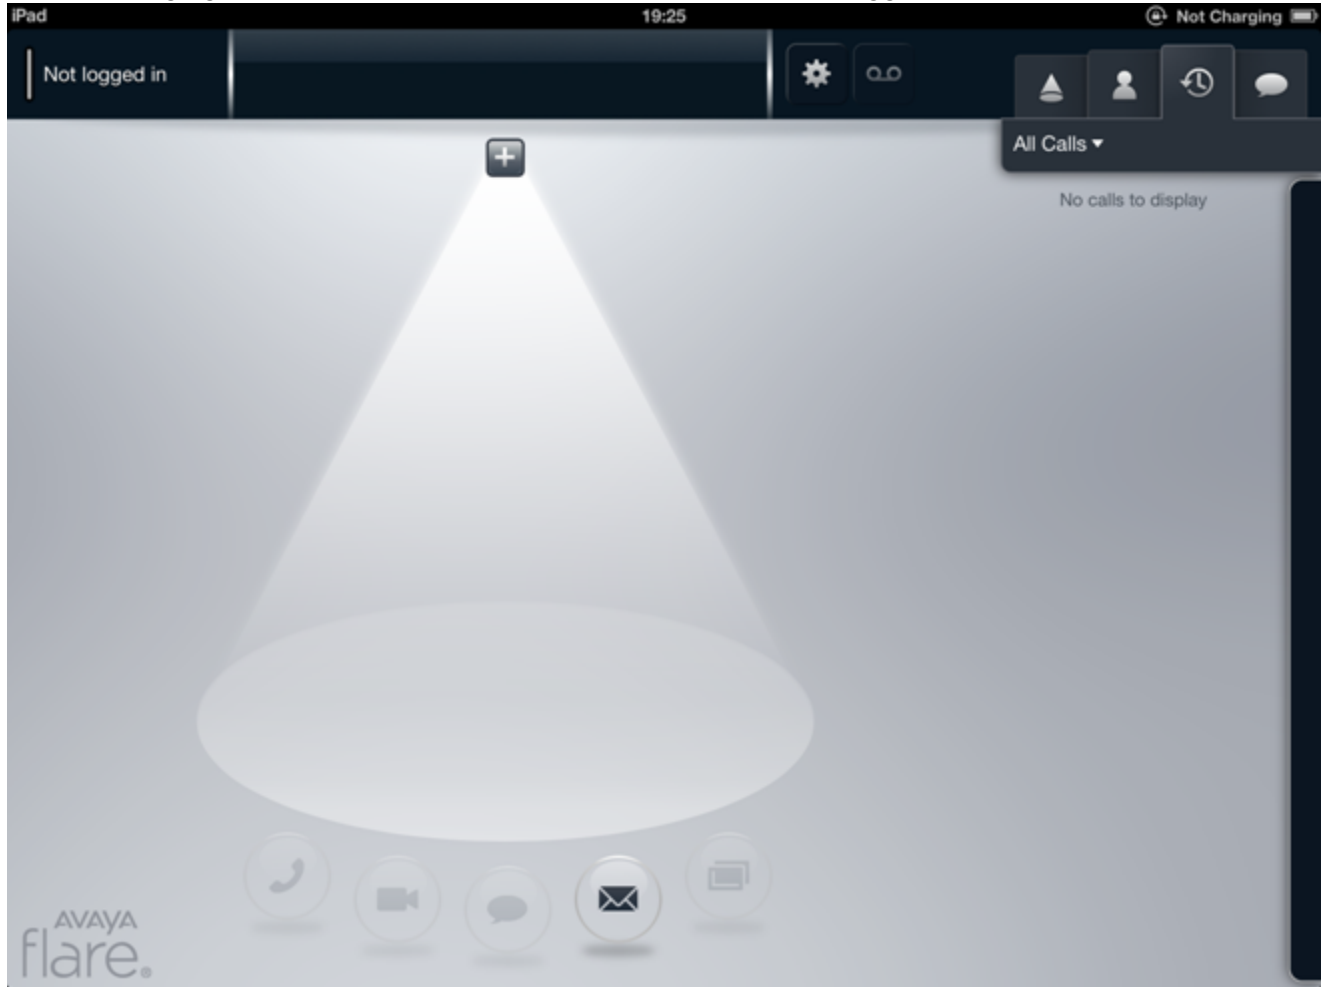 iPad 19:25 Not Charging
Not logged in
All Calls
No calls to display
AVAYA
flare®